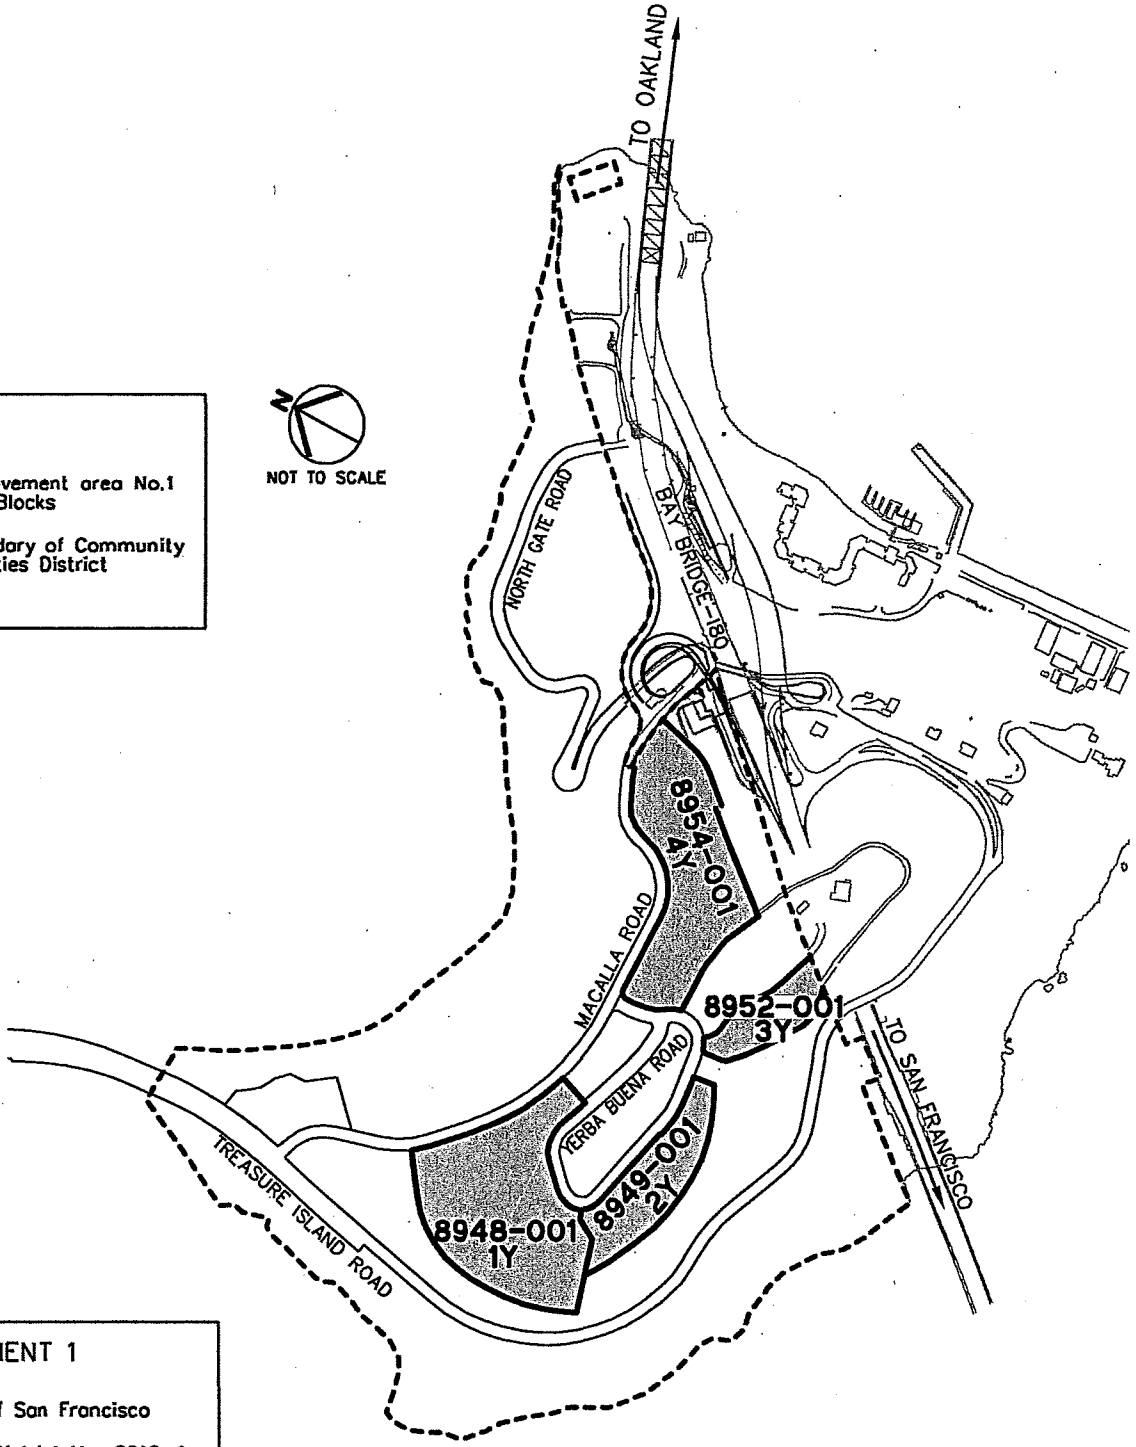 TO OAKLAND
N
NOT TO SCALE
vement area No.1
Blocks
dary of Community
ies District
NORTH GATE ROAD
BAY BRIDGE-I80
8954-001
4Y
MACALLA ROAD
8952-001
3Y
TO SAN FRANCISCO
YERBA BUENA ROAD
8949-001
2Y
8948-001
1Y
TREASURE ISLAND ROAD
MENT 1
f San Francisco